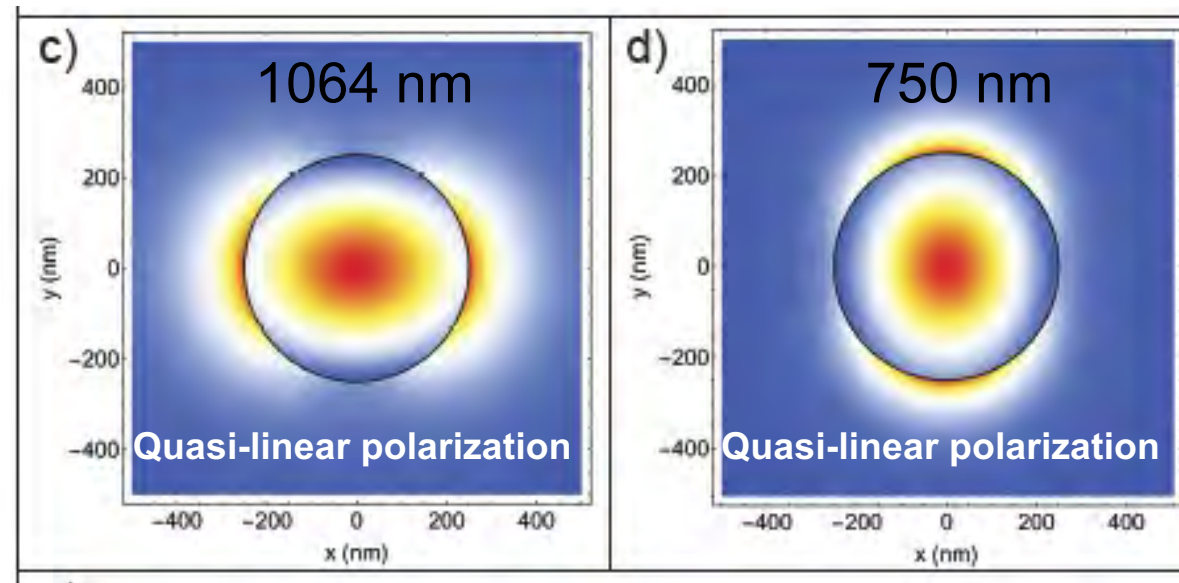 c)
1064 nm
400
200
0
−200
−400
y (nm)
Quasi-linear polarization
−400 −200 0 200 400
x (nm)
d)
750 nm
400
200
0
−200
−400
y (nm)
Quasi-linear polarization
−400 −200 0 200 400
x (nm)